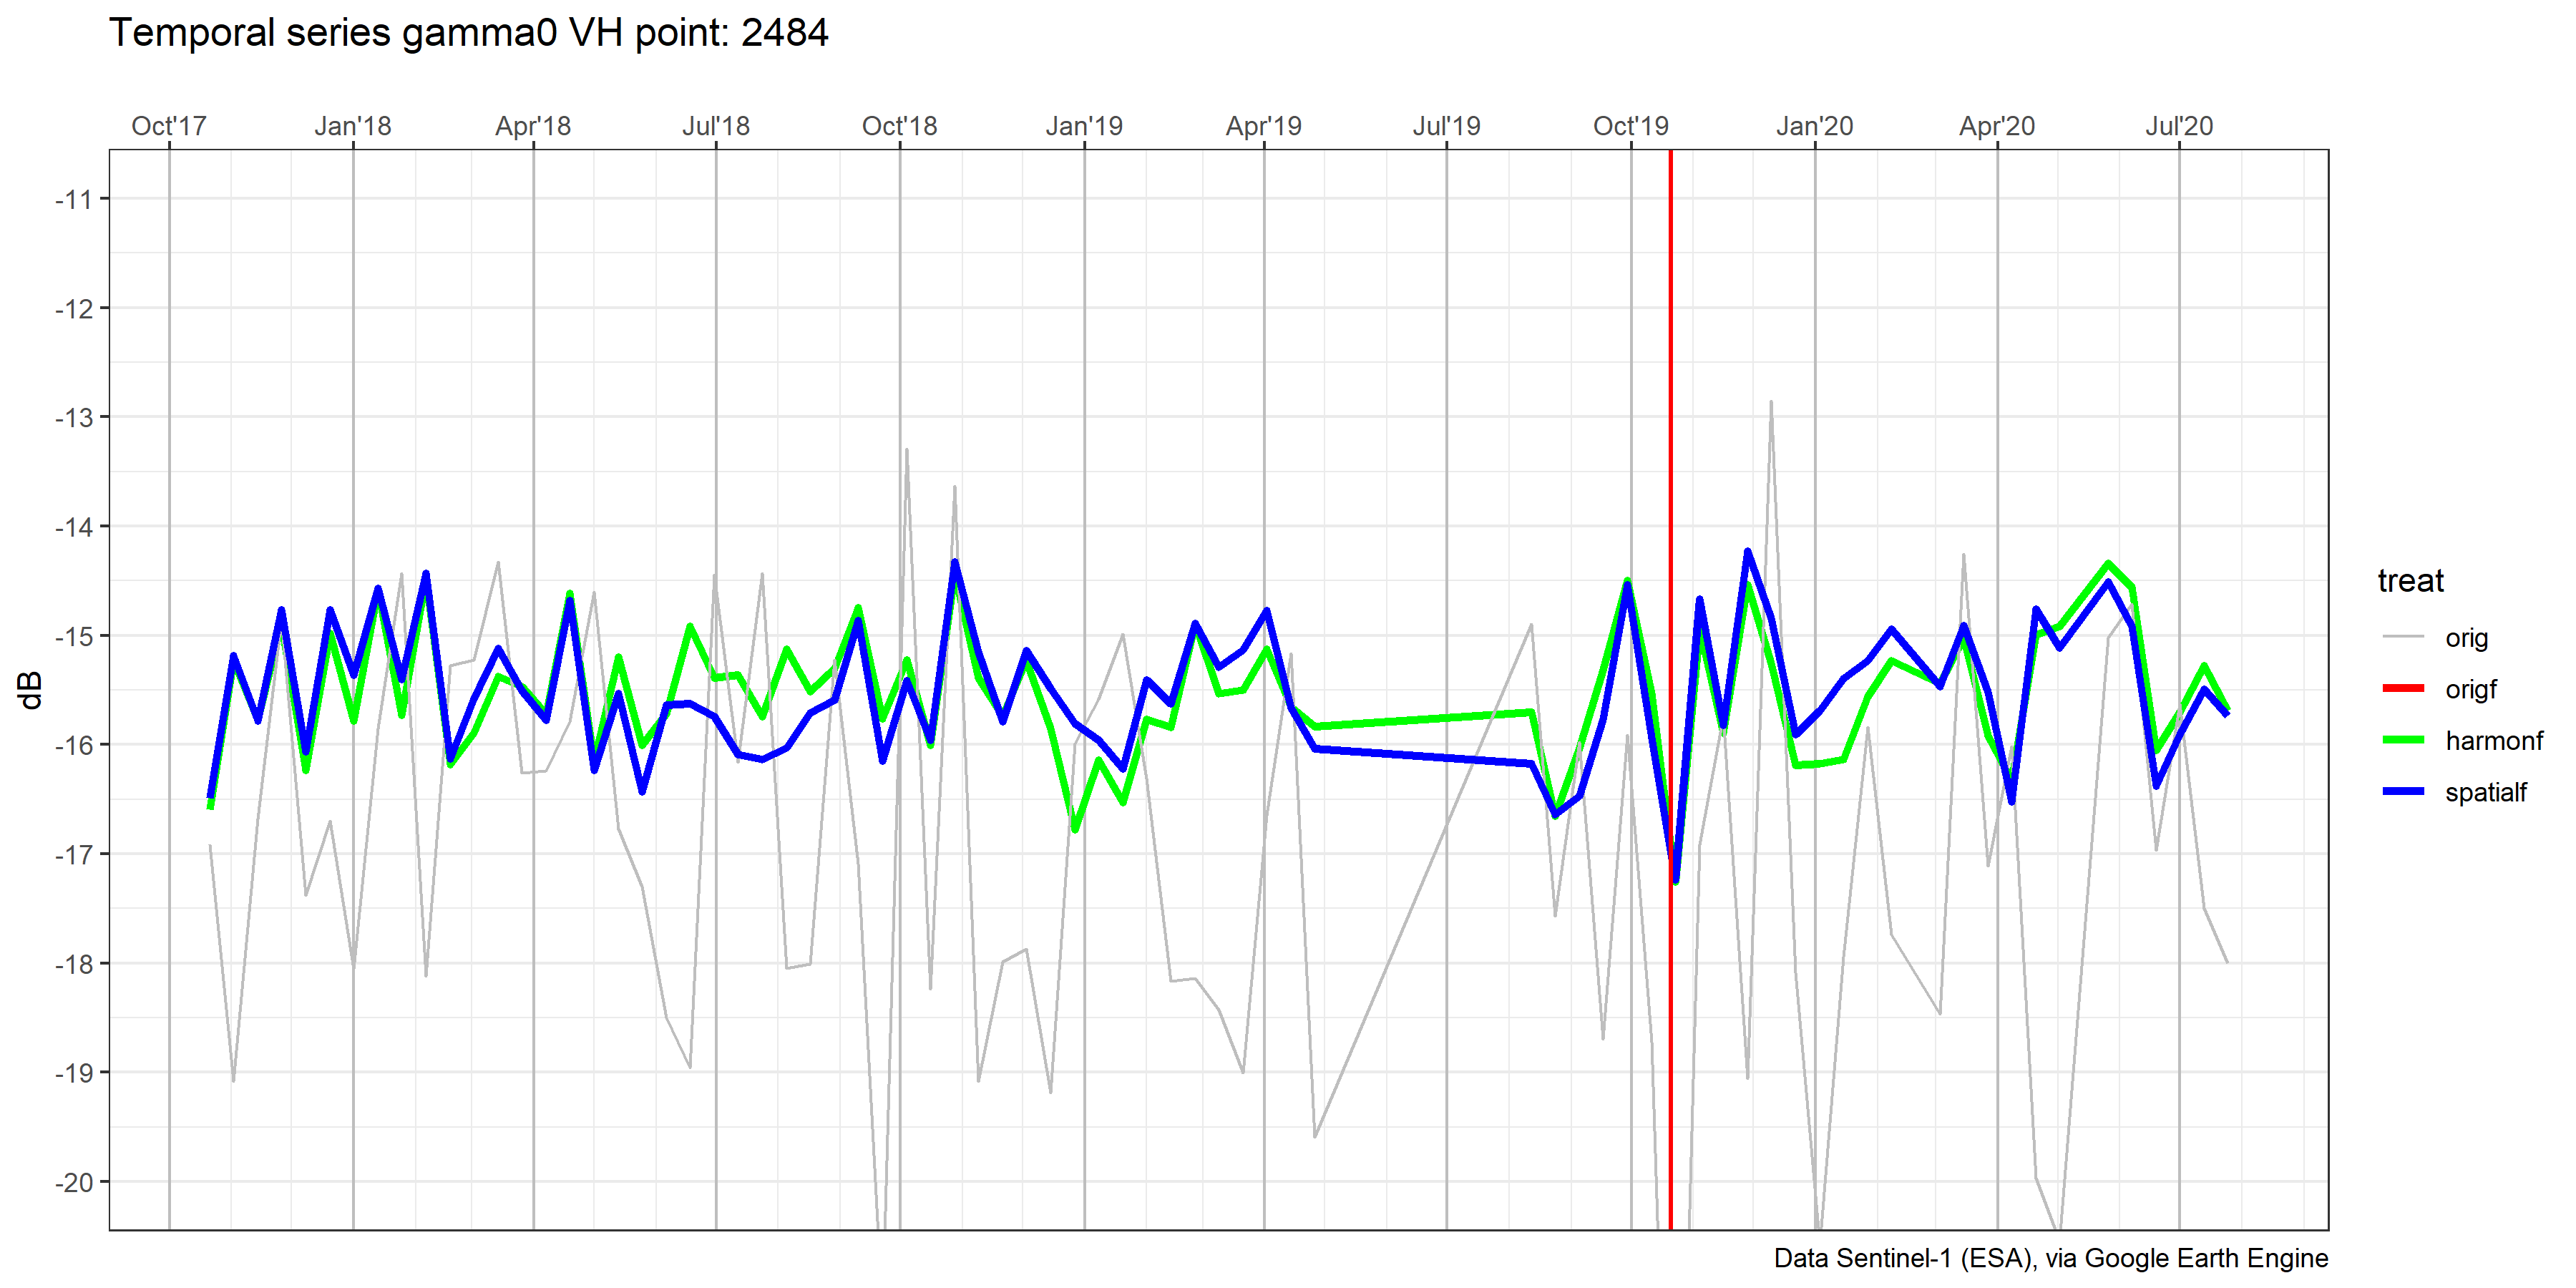 Temporal series gamma0 VH point: 2484
Oct'17 Jan'18 Apr'18 Jul'18 Oct'18 Jan'19 Apr'19 Jul'19 Oct'19 Jan'20 Apr'20 Jul'20
-11
-12
-13
-14
-15
-16
-17
-18
-19
-20
dB
treat
orig
origf
harmonf
spatialf
Data Sentinel-1 (ESA), via Google Earth Engine